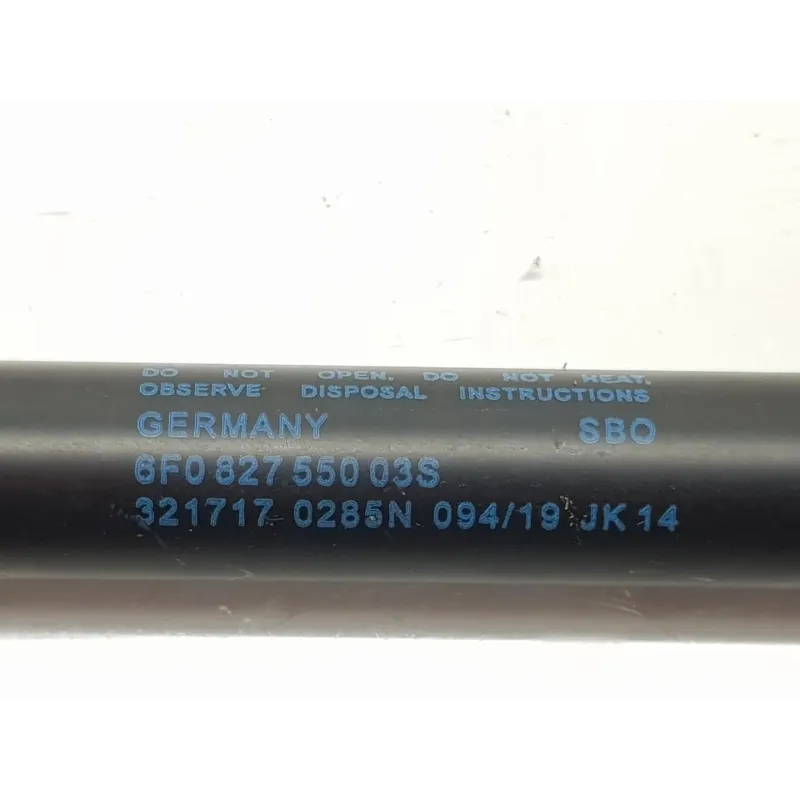 DO NOT OPEN. DO NOT HEAT.
OBSERVE DISPOSAL INSTRUCTIONS
GERMANY SBO
6F0 827 550 03S
321717 0285N 094/19 JK 14